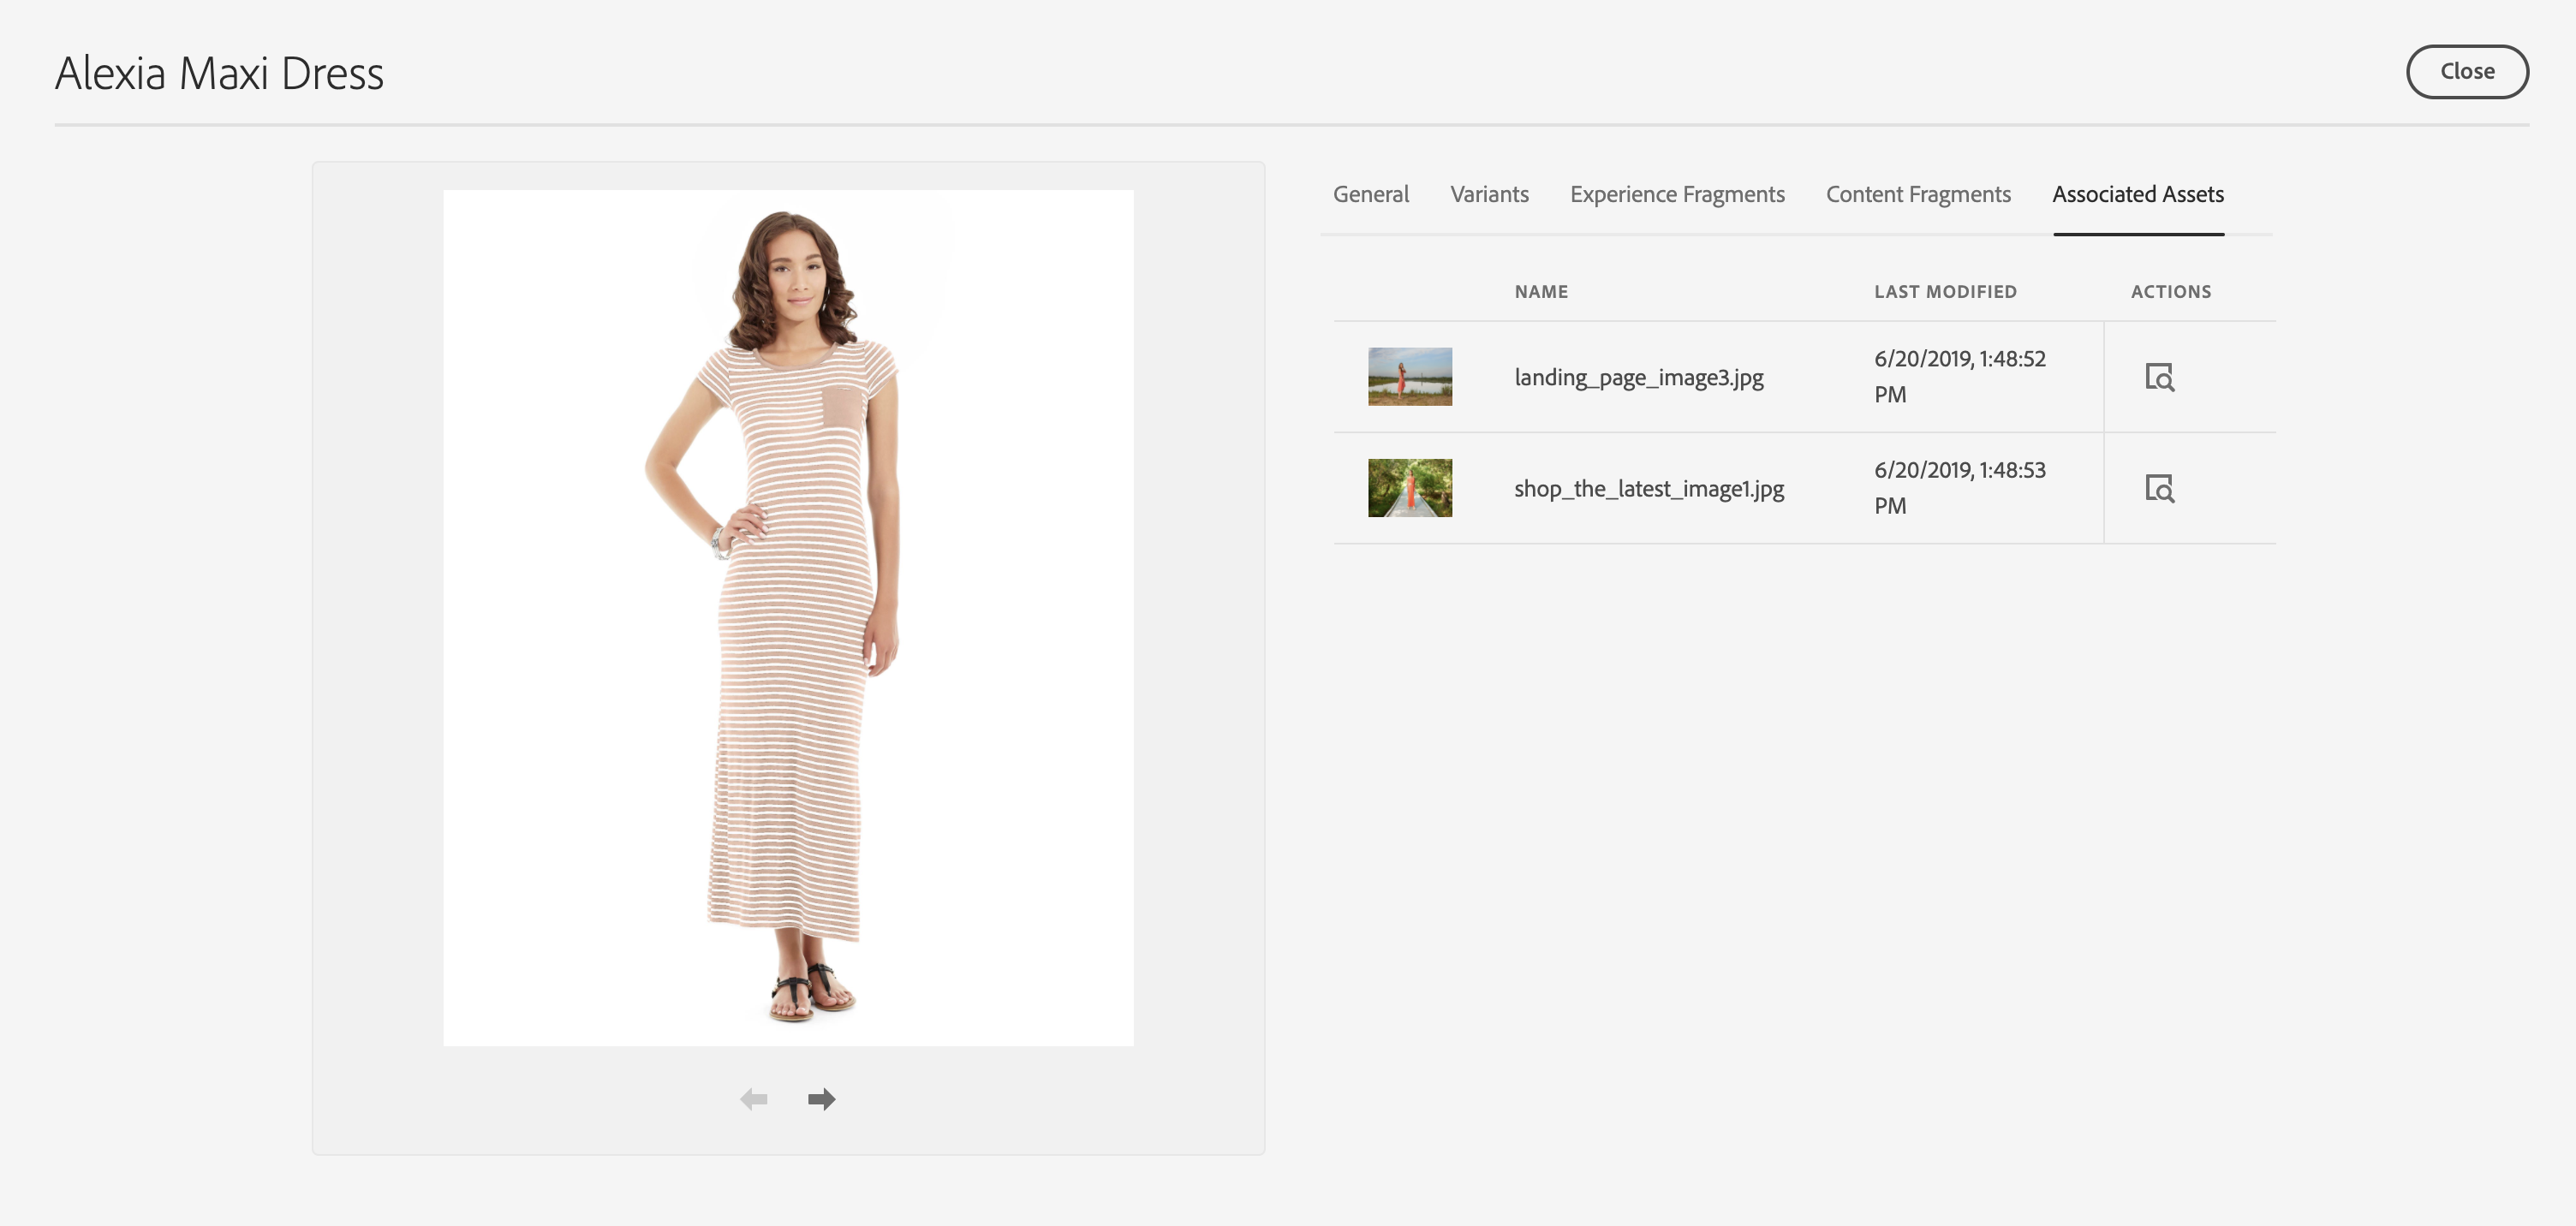 Alexia Maxi Dress
Close
General Variants Experience Fragments Content Fragments Associated Assets
NAME LAST MODIFIED ACTIONS
landing_page_image3.jpg 6/20/2019, 1:48:52
PM
shop_the_latest_image1.jpg 6/20/2019, 1:48:53
PM